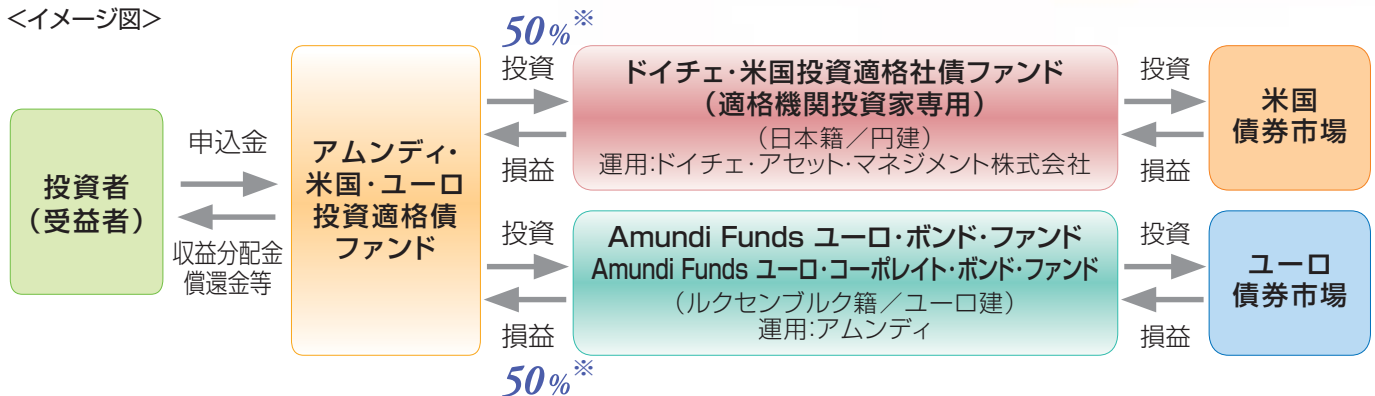 ＜イメージ図＞
投資者
（受益者）
申込金
収益分配金
償還金等
アムンディ・
米国・ユーロ
投資適格債
ファンド
50%※
投資
損益
投資
損益
50%※
ドイチェ・米国投資適格社債ファンド
（適格機関投資家専用）
（日本籍／円建）
運用:ドイチェ・アセット・マネジメント株式会社
Amundi Funds ユーロ・ボンド・ファンド
Amundi Funds ユーロ・コーポレイト・ボンド・ファンド
（ルクセンブルク籍／ユーロ建）
運用:アムンディ
投資
損益
投資
損益
米国
債券市場
ユーロ
債券市場